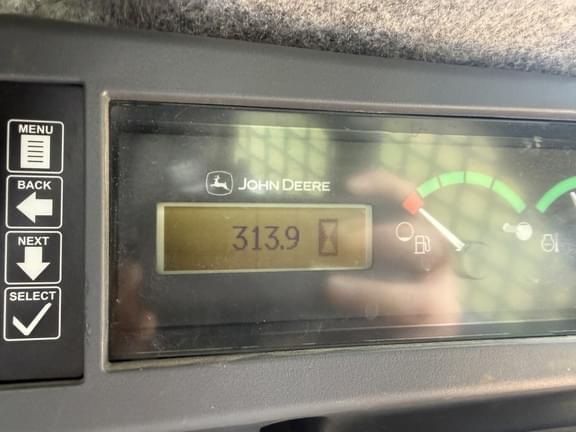 MENU
BACK
NEXT
SELECT
JOHN DEERE
313.9